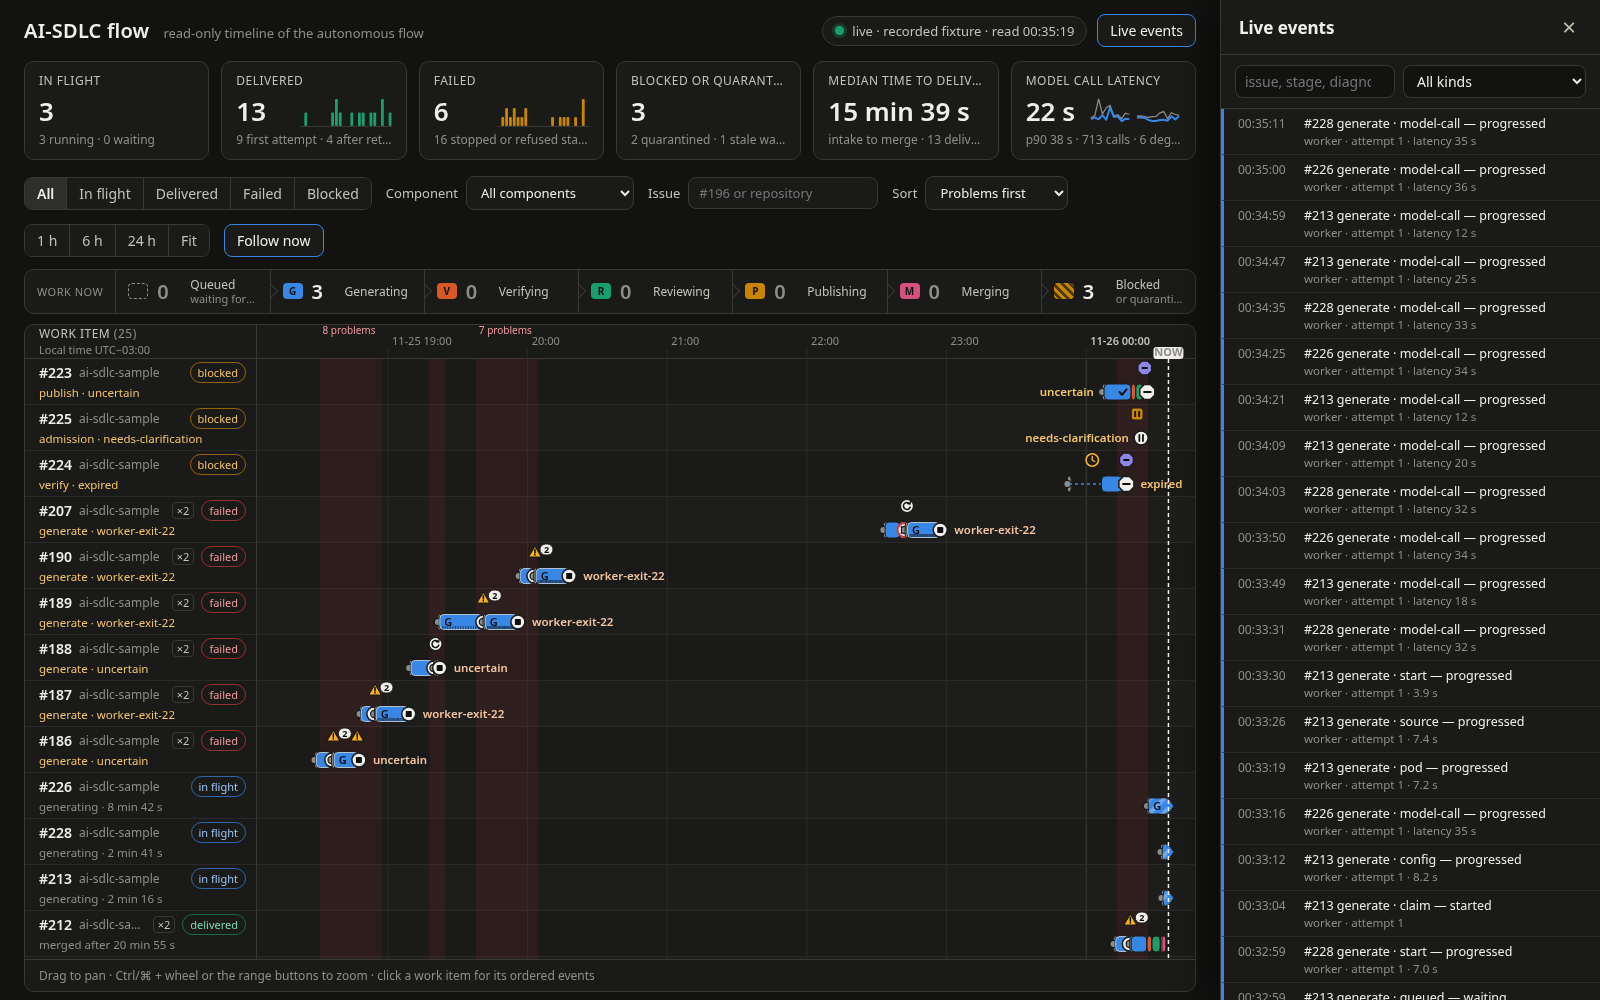 AI-SDLC flow read-only timeline of the autonomous flow
live · recorded fixture · read 00:35:19
Live events
IN FLIGHT
3
3 running · 0 waiting
DELIVERED
13
9 first attempt · 4 after ret…
FAILED
6
16 stopped or refused sta…
BLOCKED OR QUARANT…
3
2 quarantined · 1 stale wa…
MEDIAN TIME TO DELIV…
15 min 39 s
intake to merge · 13 deliv…
MODEL CALL LATENCY
22 s
p90 38 s · 713 calls · 6 deg…
All In flight Delivered Failed Blocked Component All components Issue #196 or repository Sort Problems first
1 h 6 h 24 h Fit Follow now
WORK NOW
0 Queued
waiting for…
G 3 Generating
V 0 Verifying
R 0 Reviewing
P 0 Publishing
M 0 Merging
3 Blocked
or quaranti…
WORK ITEM (25)
Local time UTC−03:00
8 problems 7 problems
11-25 19:00 20:00 21:00 22:00 23:00 11-26 00:00
NOW
#223 ai-sdlc-sample blocked
publish · uncertain
uncertain
#225 ai-sdlc-sample blocked
admission · needs-clarification
needs-clarification
#224 ai-sdlc-sample blocked
verify · expired
expired
#207 ai-sdlc-sample ×2 failed
generate · worker-exit-22
G worker-exit-22
#190 ai-sdlc-sample ×2 failed
2
generate · worker-exit-22
G worker-exit-22
#189 ai-sdlc-sample ×2 failed
2
generate · worker-exit-22
G G worker-exit-22
#188 ai-sdlc-sample ×2 failed
generate · uncertain
uncertain
#187 ai-sdlc-sample ×2 failed
2
generate · worker-exit-22
G worker-exit-22
#186 ai-sdlc-sample ×2 failed
2
generate · uncertain
G uncertain
#226 ai-sdlc-sample in flight
generating · 8 min 42 s
G
#228 ai-sdlc-sample in flight
generating · 2 min 41 s
#213 ai-sdlc-sample in flight
generating · 2 min 16 s
#212 ai-sdlc-sa… ×2 delivered
2
merged after 20 min 55 s
Drag to pan · Ctrl/⌘ + wheel or the range buttons to zoom · click a work item for its ordered events
Live events
issue, stage, diagnc All kinds
00:35:11 #228 generate · model-call — progressed
worker · attempt 1 · latency 35 s
00:35:00 #226 generate · model-call — progressed
worker · attempt 1 · latency 36 s
00:34:59 #213 generate · model-call — progressed
worker · attempt 1 · latency 12 s
00:34:47 #213 generate · model-call — progressed
worker · attempt 1 · latency 25 s
00:34:35 #228 generate · model-call — progressed
worker · attempt 1 · latency 33 s
00:34:25 #226 generate · model-call — progressed
worker · attempt 1 · latency 34 s
00:34:21 #213 generate · model-call — progressed
worker · attempt 1 · latency 12 s
00:34:09 #213 generate · model-call — progressed
worker · attempt 1 · latency 20 s
00:34:03 #228 generate · model-call — progressed
worker · attempt 1 · latency 32 s
00:33:50 #226 generate · model-call — progressed
worker · attempt 1 · latency 34 s
00:33:49 #213 generate · model-call — progressed
worker · attempt 1 · latency 18 s
00:33:31 #228 generate · model-call — progressed
worker · attempt 1 · latency 32 s
00:33:30 #213 generate · start — progressed
worker · attempt 1 · 3.9 s
00:33:26 #213 generate · source — progressed
worker · attempt 1 · 7.4 s
00:33:19 #213 generate · pod — progressed
worker · attempt 1 · 7.2 s
00:33:16 #226 generate · model-call — progressed
worker · attempt 1 · latency 35 s
00:33:12 #213 generate · config — progressed
worker · attempt 1 · 8.2 s
00:33:04 #213 generate · claim — started
worker · attempt 1
00:32:59 #228 generate · start — progressed
worker · attempt 1 · 7.0 s
00:32:59 #213 generate · queued — waiting